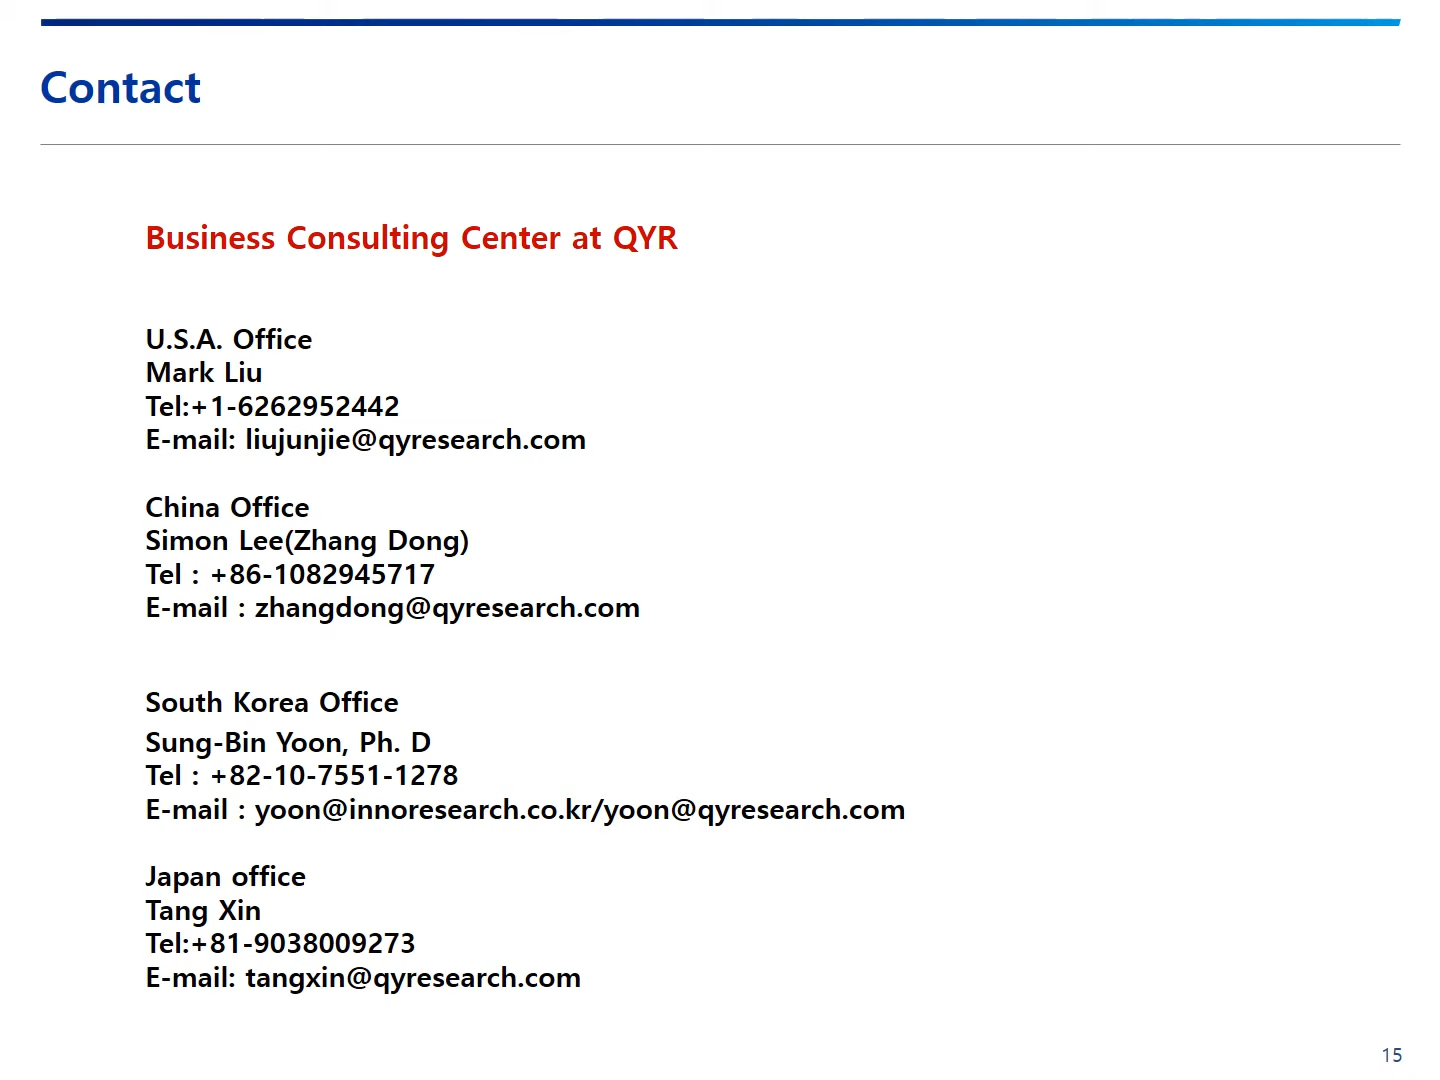 Contact
Business Consulting Center at QYR
U.S.A. Office
Mark Liu
Tel:+1-6262952442
E-mail: liujunjie@qyresearch.com
China Office
Simon Lee(Zhang Dong)
Tel : +86-1082945717
E-mail : zhangdong@qyresearch.com
South Korea Office
Sung-Bin Yoon, Ph. D
Tel : +82-10-7551-1278
E-mail : yoon@innoresearch.co.kr/yoon@qyresearch.com
Japan office
Tang Xin
Tel:+81-9038009273
E-mail: tangxin@qyresearch.com
15